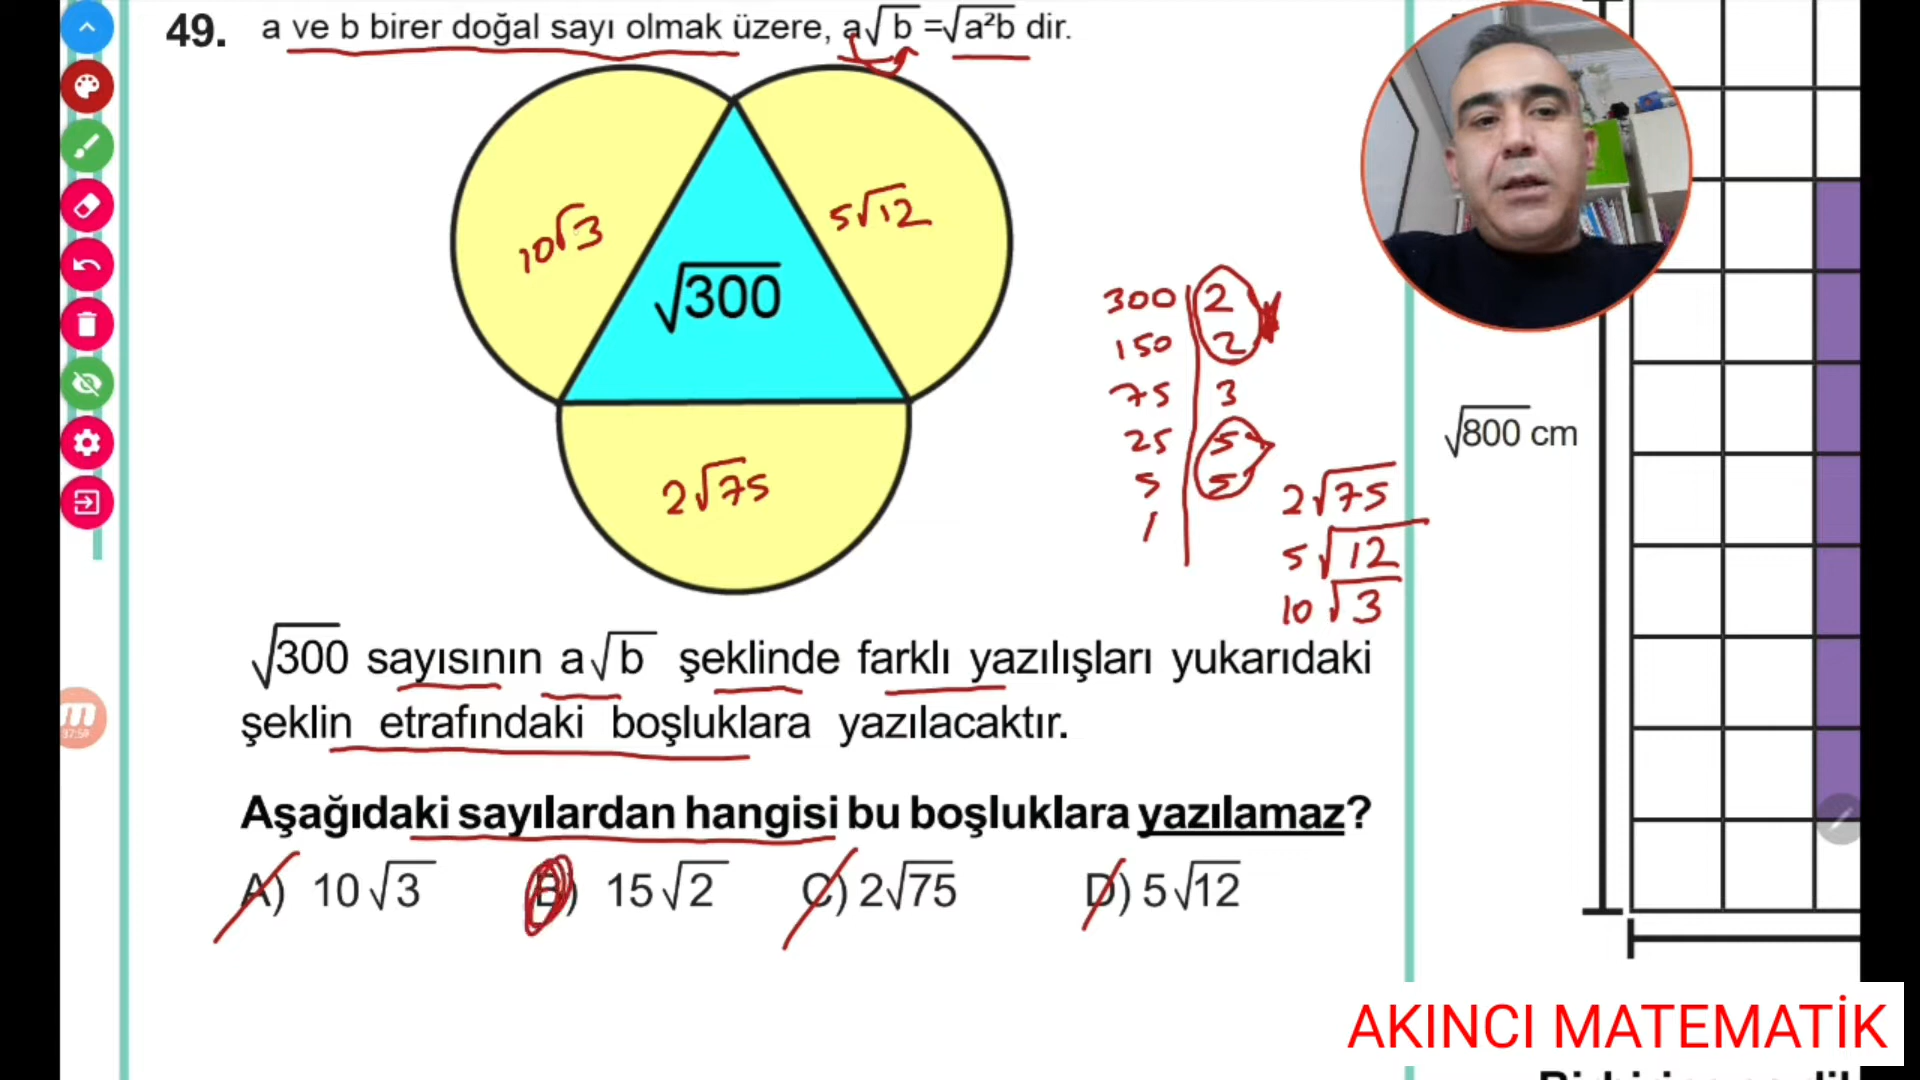 49. a ve b birer doğal sayı olmak üzere, a√b =√a²b dir.
10√3
5√12
√300
2√75
300 2
150 2
75 3
25 5
5 5
1
2√75
5√12
10√3
√800 cm
√300 sayısının a√b şeklinde farklı yazılışları yukarıdaki
şeklin etrafındaki boşluklara yazılacaktır.
Aşağıdaki sayılardan hangisi bu boşluklara yazılamaz?
A) 10√3 B) 15√2 C) 2√75 D) 5√12
m
37:59
AKINCI MATEMATİK